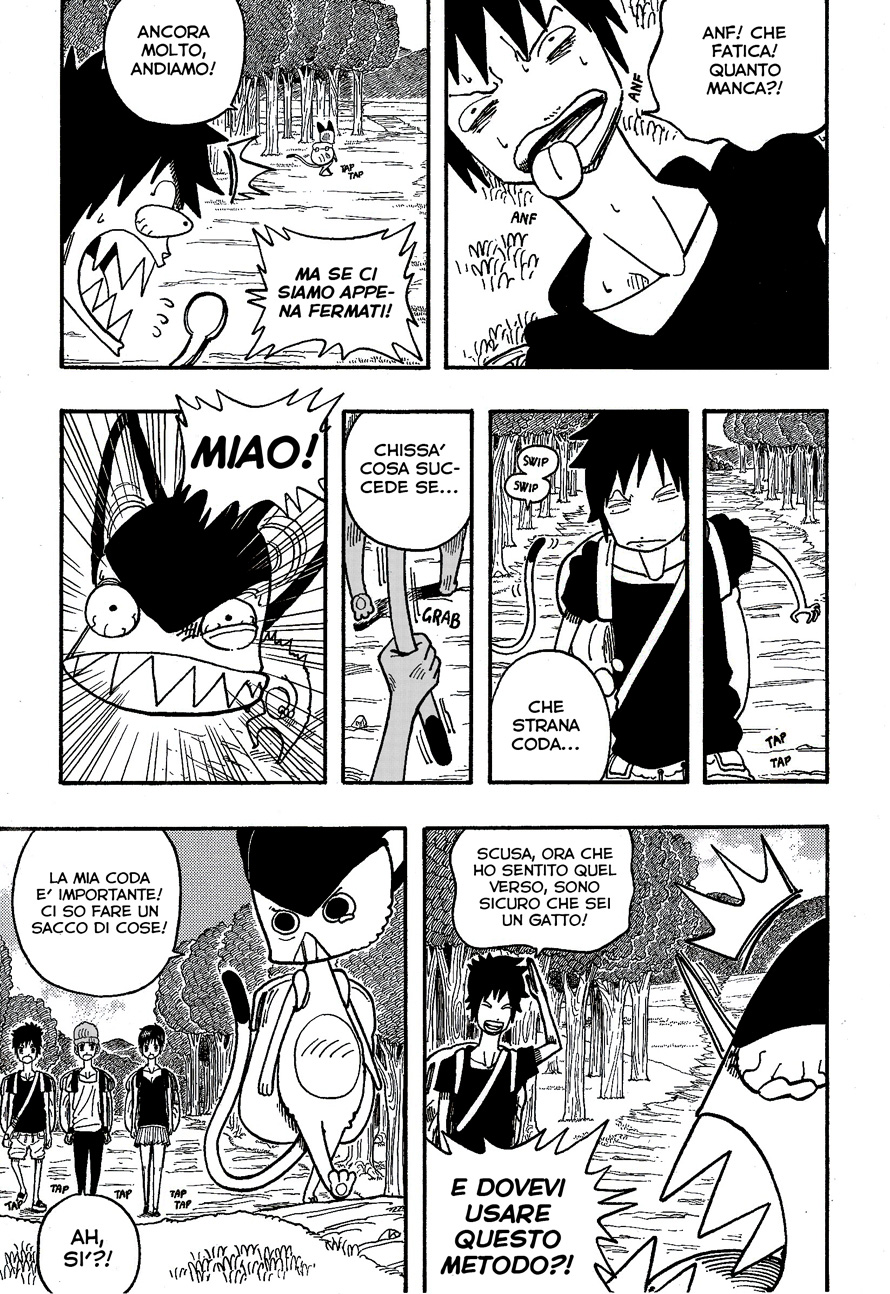 ANF! CHE
FATICA!
QUANTO
MANCA?!
ANF
ANF
ANCORA
MOLTO,
ANDIAMO!
TAP
TAP
MA SE CI
SIAMO APPE-
NA FERMATI!
TAP
TAP
SWIP
SWIP
CHE
STRANA
CODA...
CHISSA'
COSA SUC-
CEDE SE...
GRAB
MIAO!
SCUSA, ORA CHE
HO SENTITO QUEL
VERSO, SONO
SICURO CHE SEI
UN GATTO!
E DOVEVI
USARE
QUESTO
METODO?!
LA MIA CODA
E' IMPORTANTE!
CI SO FARE UN
SACCO DI COSE!
TAP
TAP
TAP
TAP
TAP
AH,
SI'?!